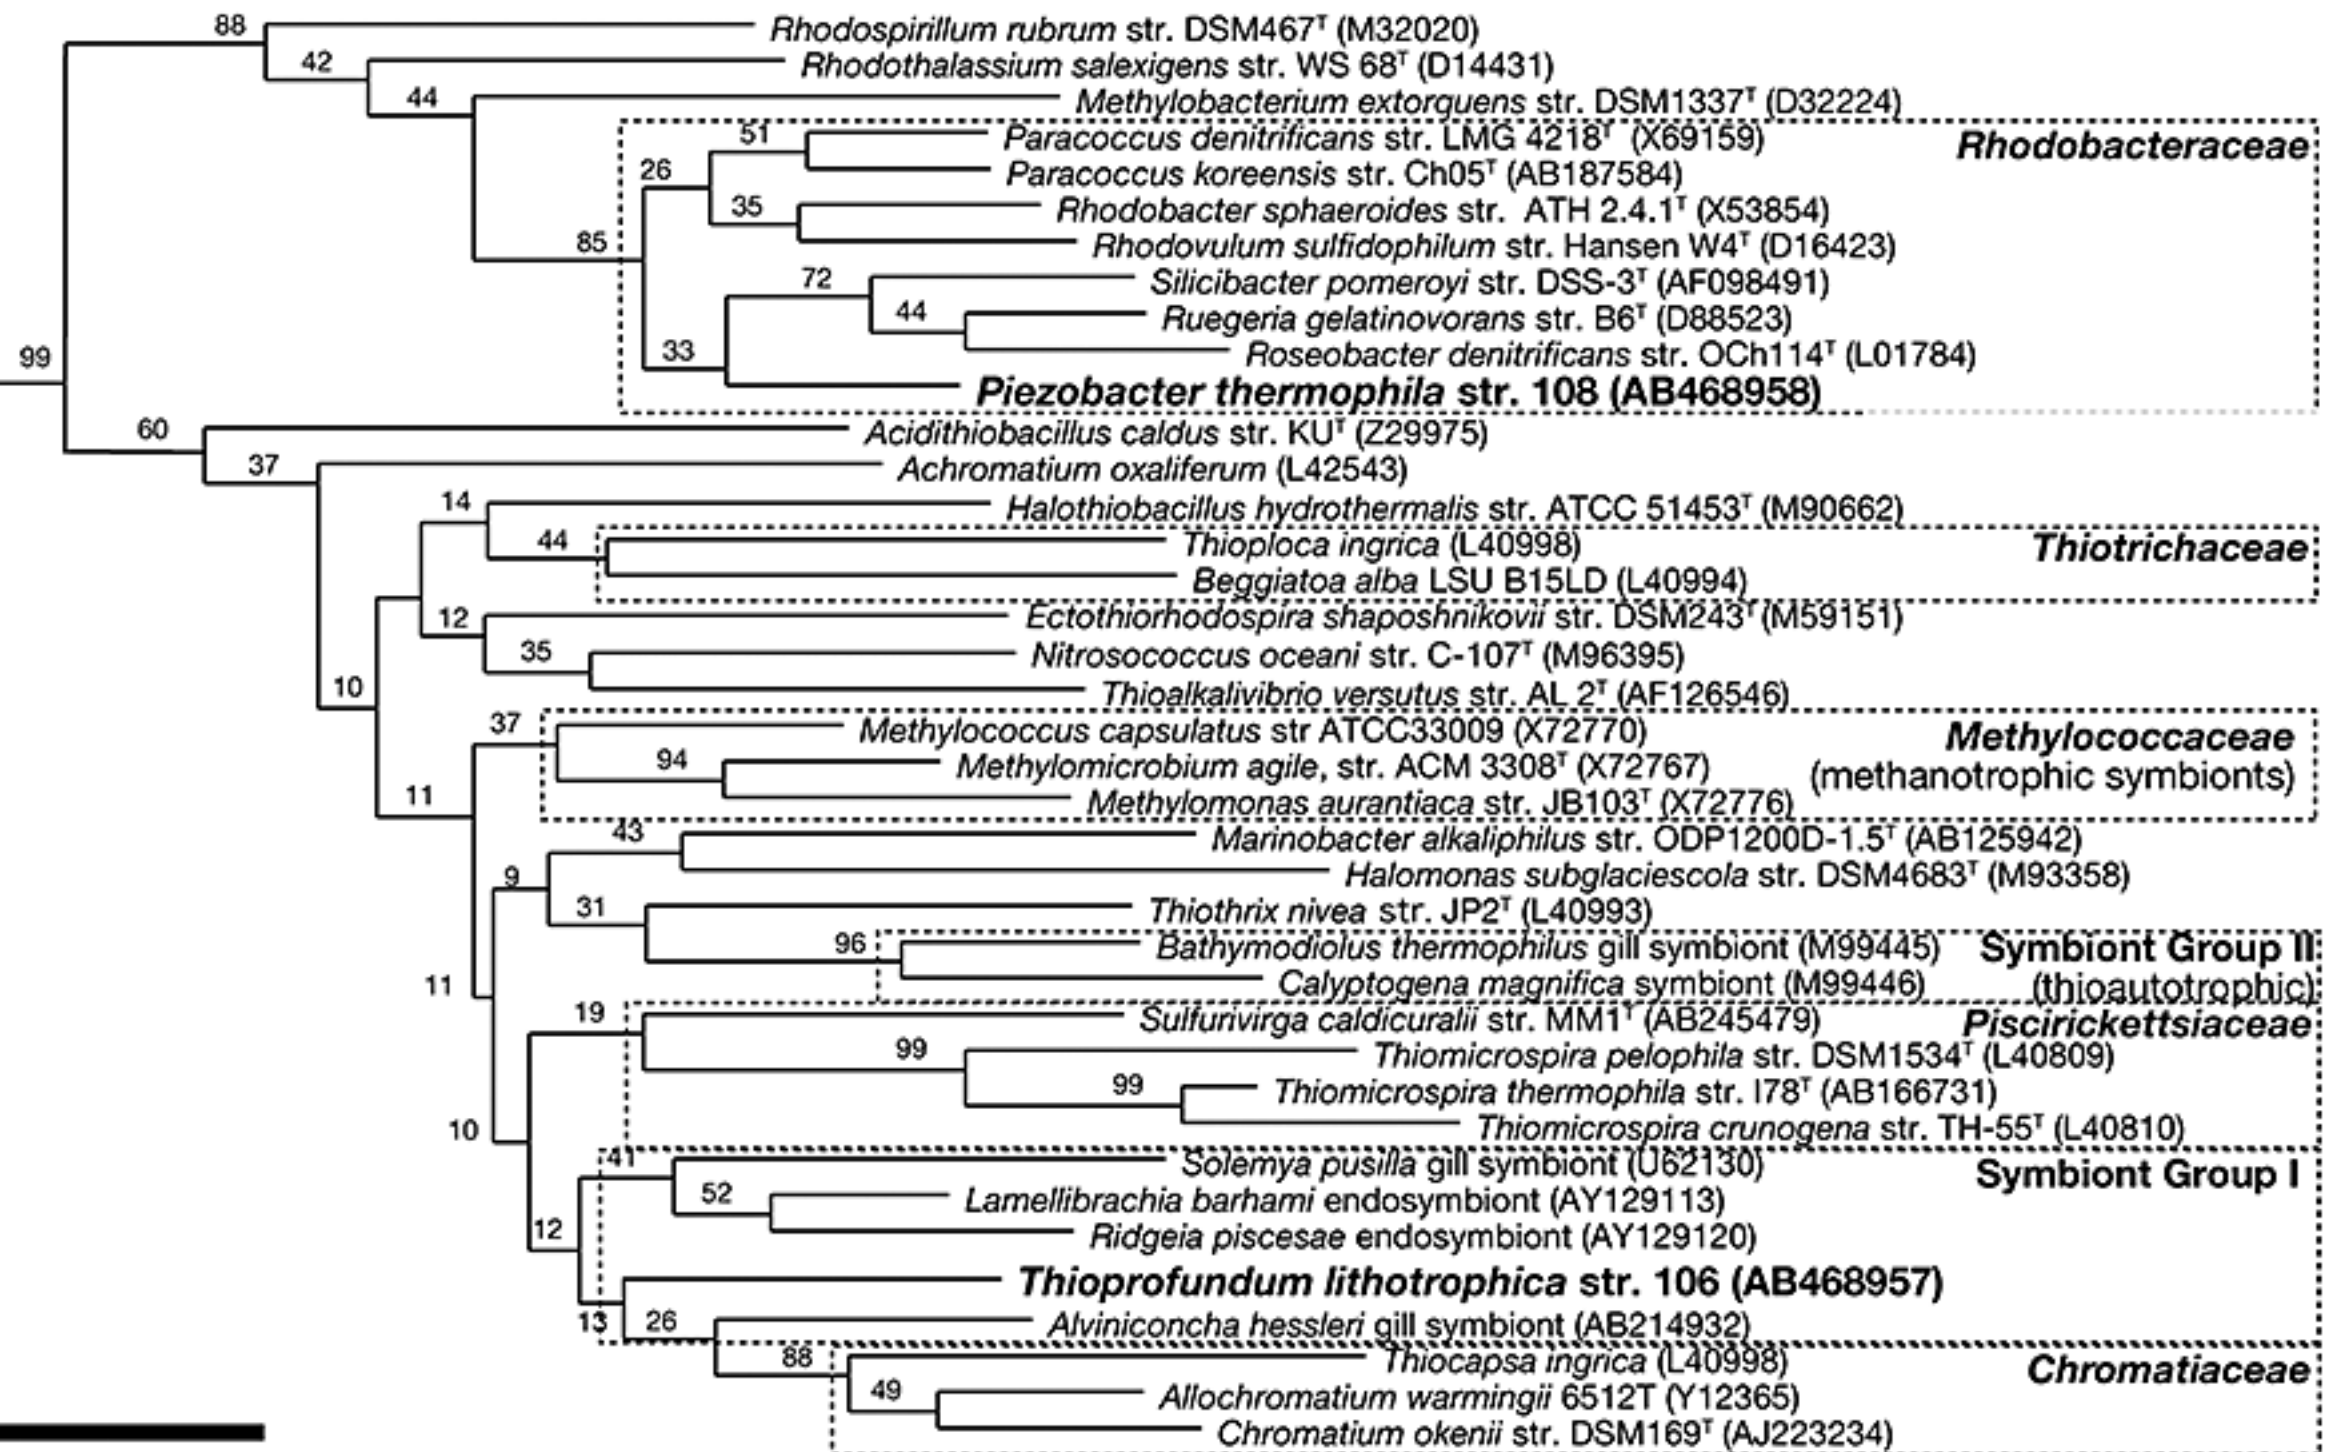 88
Rhodospirillum rubrum str. DSM467ᵀ (M32020)
42
Rhodothalassium salexigens str. WS 68ᵀ (D14431)
44
Methylobacterium extorquens str. DSM1337ᵀ (D32224)
51
Paracoccus denitrificans str. LMG 4218ᵀ (X69159)
Rhodobacteraceae
26
Paracoccus koreensis str. Ch05ᵀ (AB187584)
35
Rhodobacter sphaeroides str. ATH 2.4.1ᵀ (X53854)
85
Rhodovulum sulfidophilum str. Hansen W4ᵀ (D16423)
72
Silicibacter pomeroyi str. DSS-3ᵀ (AF098491)
44
Ruegeria gelatinovorans str. B6ᵀ (D88523)
99
33
Roseobacter denitrificans str. OCh114ᵀ (L01784)
Piezobacter thermophila str. 108 (AB468958)
60
Acidithiobacillus caldus str. KUᵀ (Z29975)
37
Achromatium oxaliferum (L42543)
14
Halothiobacillus hydrothermalis str. ATCC 51453ᵀ (M90662)
44
Thioploca ingrica (L40998)
Thiotrichaceae
Beggiatoa alba LSU B15LD (L40994)
12
Ectothiorhodospira shaposhnikovii str. DSM243ᵀ (M59151)
35
Nitrosococcus oceani str. C-107ᵀ (M96395)
10
Thioalkalivibrio versutus str. AL 2ᵀ (AF126546)
37
Methylococcus capsulatus str ATCC33009 (X72770)
Methylococcaceae
94
Methylomicrobium agile, str. ACM 3308ᵀ (X72767)
(methanotrophic symbionts)
11
Methylomonas aurantiaca str. JB103ᵀ (X72776)
43
Marinobacter alkaliphilus str. ODP1200D-1.5ᵀ (AB125942)
9
Halomonas subglaciescola str. DSM4683ᵀ (M93358)
31
Thiothrix nivea str. JP2ᵀ (L40993)
96
Bathymodiolus thermophilus gill symbiont (M99445)
Symbiont Group II
11
Calyptogena magnifica symbiont (M99446)
(thioautotrophic)
19
Sulfurivirga caldicuralii str. MM1ᵀ (AB245479)
Piscirickettsiaceae
99
Thiomicrospira pelophila str. DSM1534ᵀ (L40809)
99
Thiomicrospira thermophila str. I78ᵀ (AB166731)
10
Thiomicrospira crunogena str. TH-55ᵀ (L40810)
41
Solemya pusilla gill symbiont (U62130)
Symbiont Group I
52
Lamellibrachia barhami endosymbiont (AY129113)
12
Ridgeia piscesae endosymbiont (AY129120)
Thioprofundum lithotrophica str. 106 (AB468957)
13
26
Alviniconcha hessleri gill symbiont (AB214932)
88
Thiocapsa ingrica (L40998)
Chromatiaceae
49
Allochromatium warmingii 6512T (Y12365)
Chromatium okenii str. DSM169ᵀ (AJ223234)